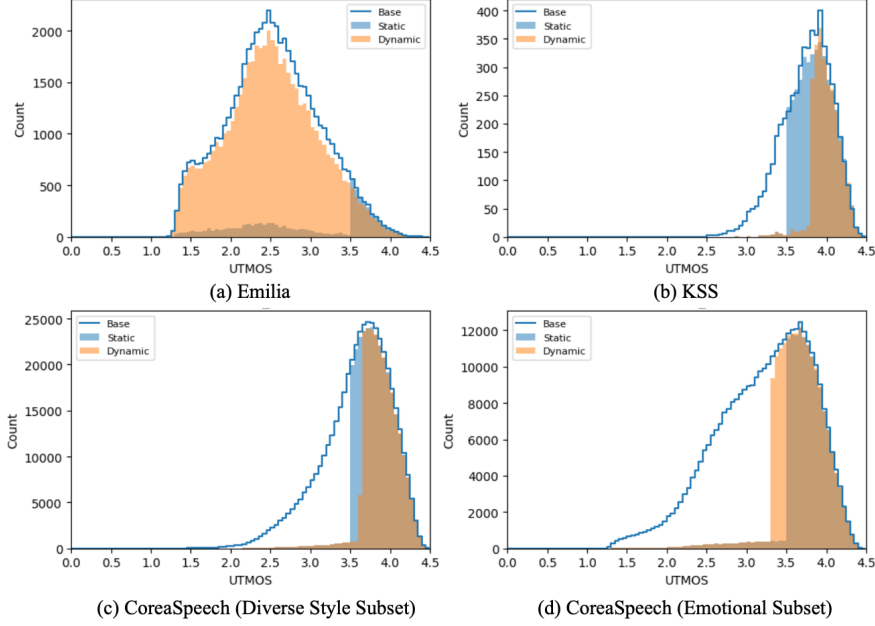 Base
Static
Dynamic
2000
1500
1000
500
0
Count
0.0 0.5 1.0 1.5 2.0 2.5 3.0 3.5 4.0 4.5
UTMOS
(a) Emilia
Base
Static
Dynamic
400
350
300
250
200
150
100
50
0
Count
0.0 0.5 1.0 1.5 2.0 2.5 3.0 3.5 4.0 4.5
UTMOS
(b) KSS
Base
Static
Dynamic
25000
20000
15000
10000
5000
0
Count
0.0 0.5 1.0 1.5 2.0 2.5 3.0 3.5 4.0 4.5
UTMOS
(c) CoreaSpeech (Diverse Style Subset)
Base
Static
Dynamic
12000
10000
8000
6000
4000
2000
0
Count
0.0 0.5 1.0 1.5 2.0 2.5 3.0 3.5 4.0 4.5
UTMOS
(d) CoreaSpeech (Emotional Subset)